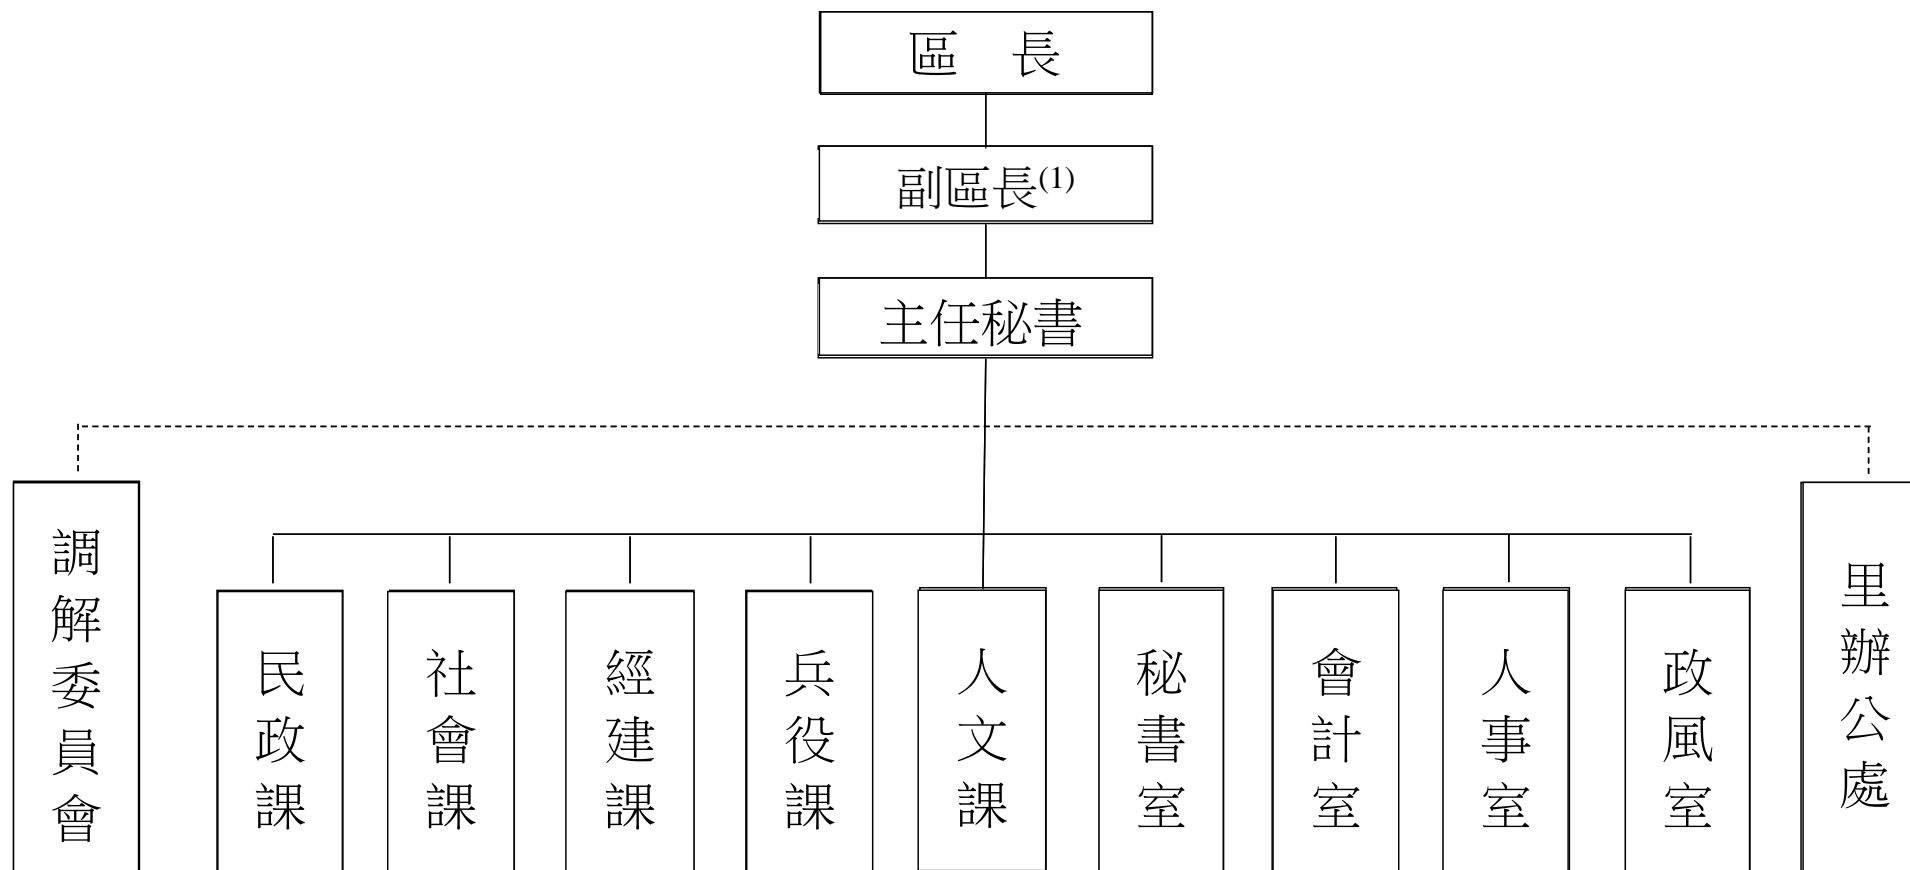 區　長
副區長(1)
主任秘書
調解委員會
民政課
社會課
經建課
兵役課
人文課
秘書室
會計室
人事室
政風室
里辦公處